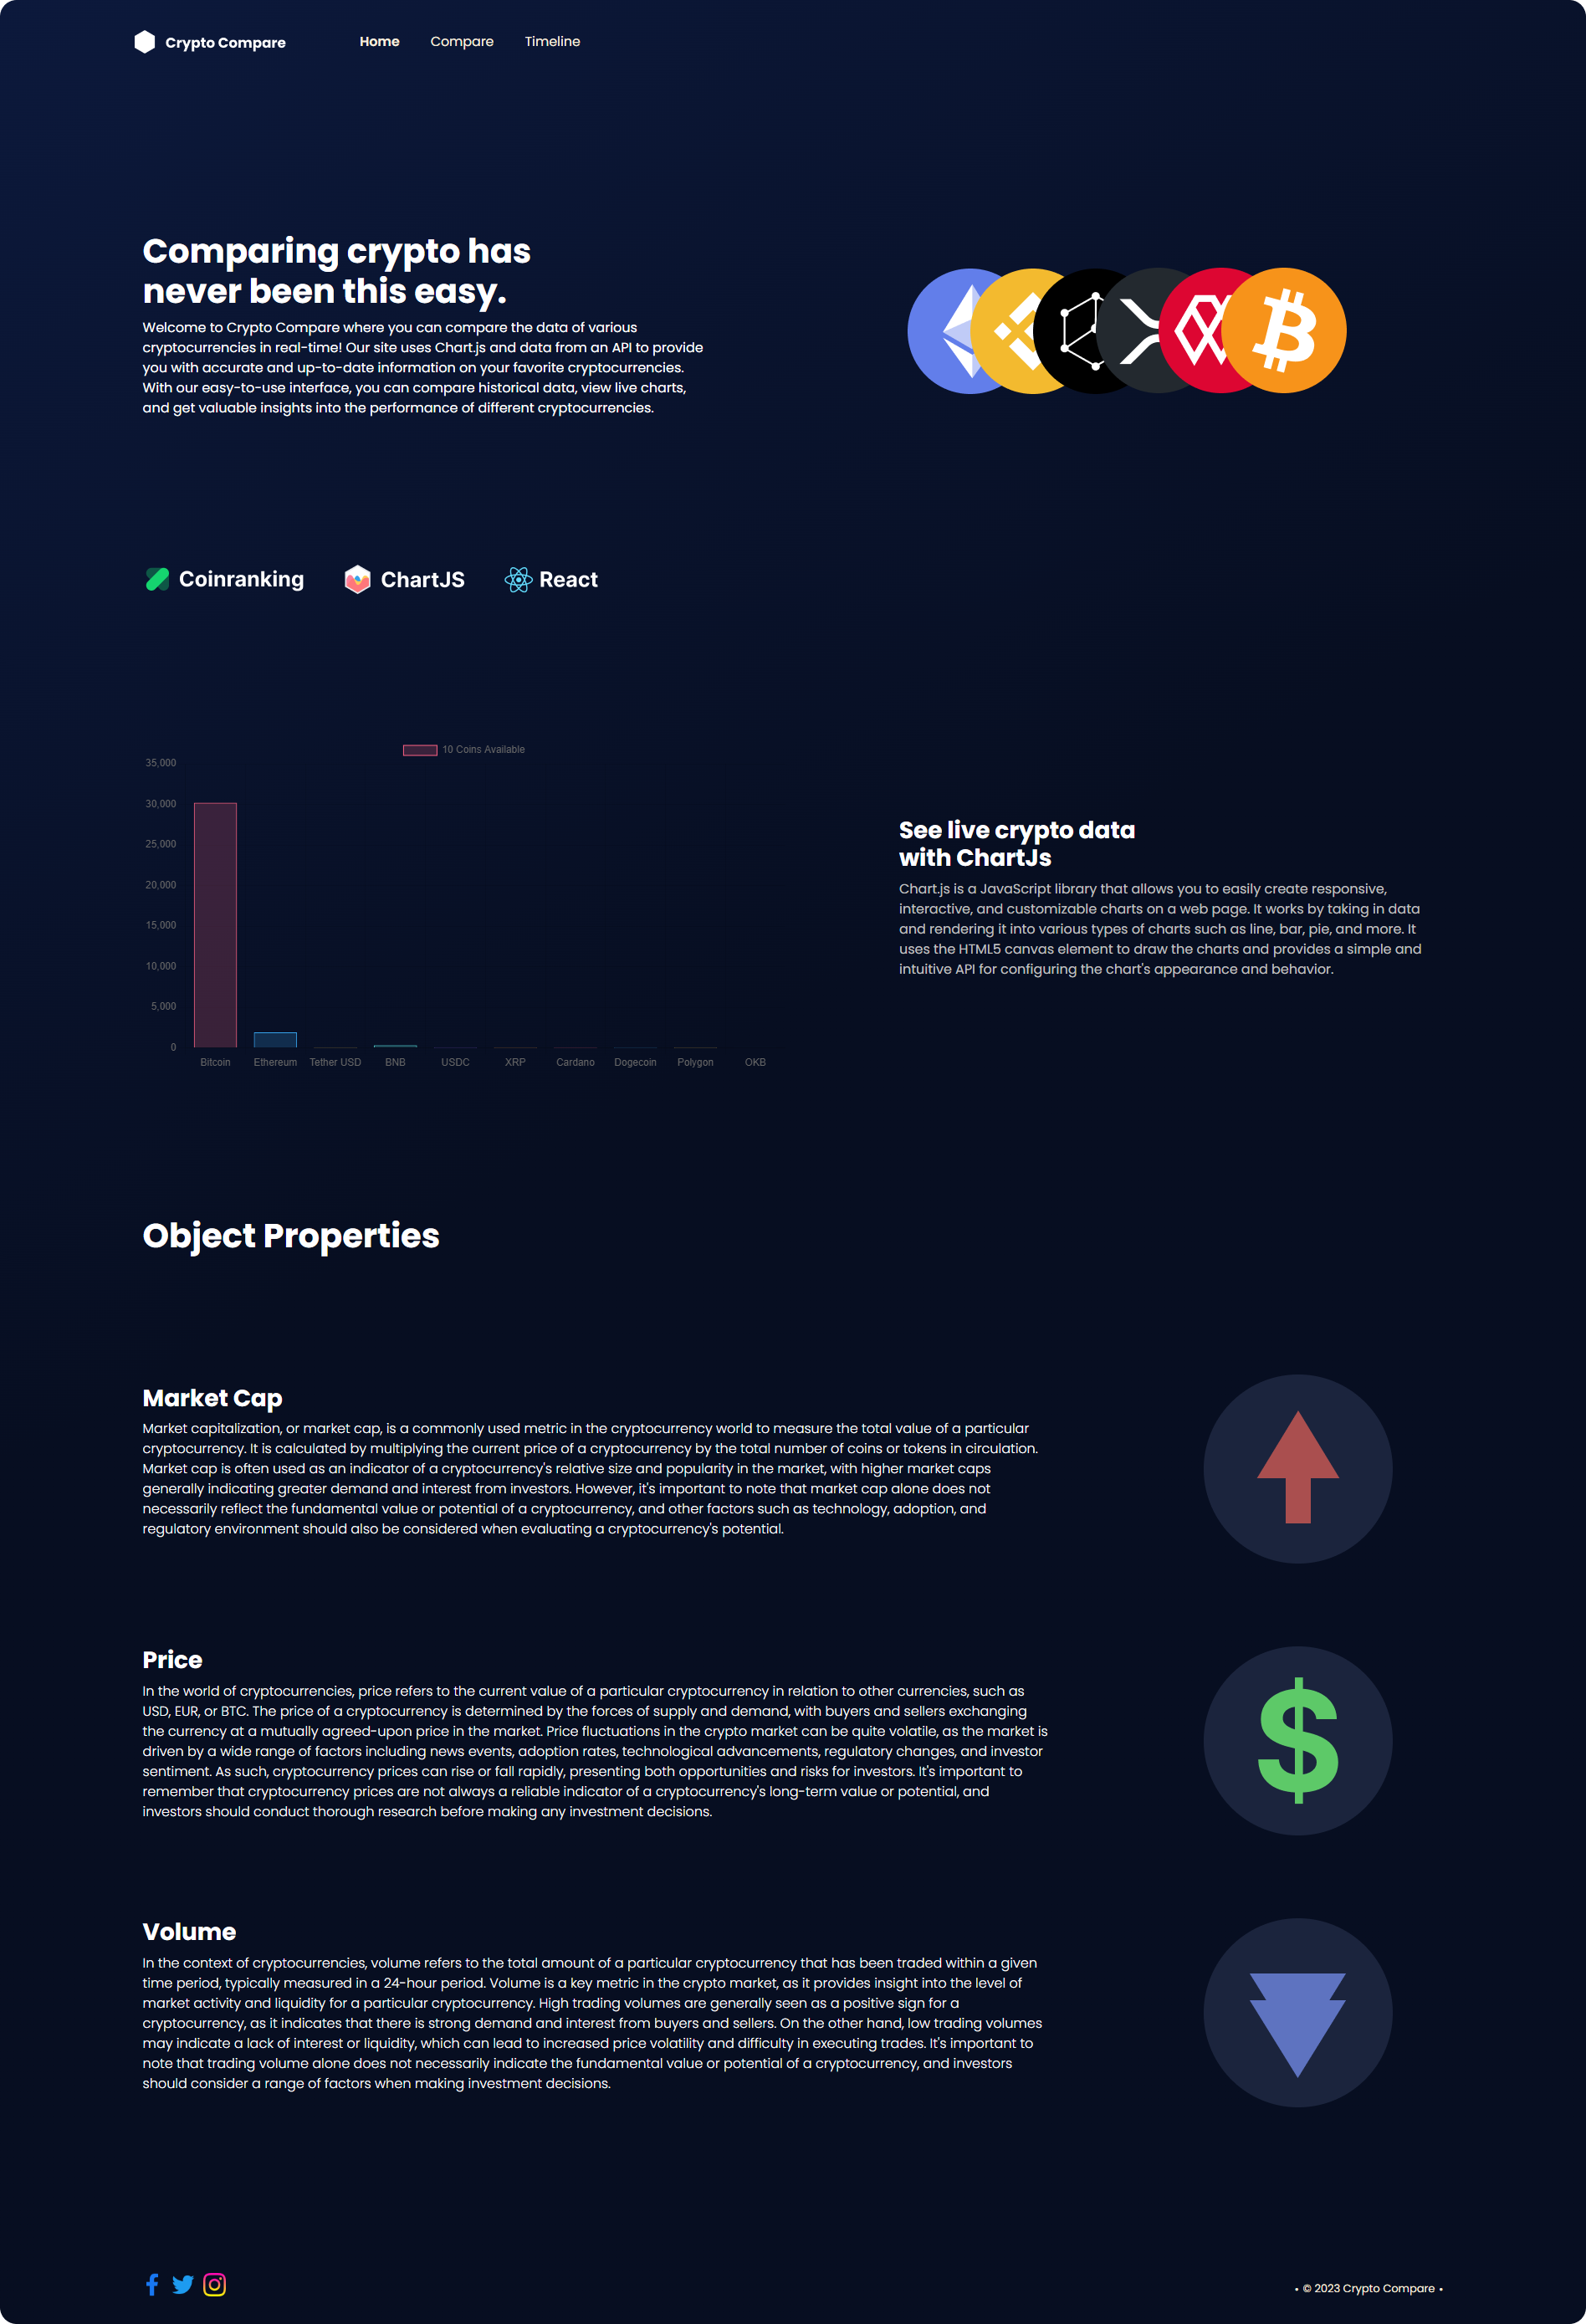 Crypto Compare
Home Compare Timeline
Comparing crypto has
never been this easy.
Welcome to Crypto Compare where you can compare the data of various
cryptocurrencies in real-time! Our site uses Chart.js and data from an API to provide
you with accurate and up-to-date information on your favorite cryptocurrencies.
With our easy-to-use interface, you can compare historical data, view live charts,
and get valuable insights into the performance of different cryptocurrencies.
Coinranking ChartJS React
10 Coins Available
35,000
30,000
25,000
20,000
15,000
10,000
5,000
0
Bitcoin Ethereum Tether USD BNB USDC XRP Cardano Dogecoin Polygon OKB
See live crypto data
with ChartJs
Chart.js is a JavaScript library that allows you to easily create responsive,
interactive, and customizable charts on a web page. It works by taking in data
and rendering it into various types of charts such as line, bar, pie, and more. It
uses the HTML5 canvas element to draw the charts and provides a simple and
intuitive API for configuring the chart's appearance and behavior.
Object Properties
Market Cap
Market capitalization, or market cap, is a commonly used metric in the cryptocurrency world to measure the total value of a particular
cryptocurrency. It is calculated by multiplying the current price of a cryptocurrency by the total number of coins or tokens in circulation.
Market cap is often used as an indicator of a cryptocurrency's relative size and popularity in the market, with higher market caps
generally indicating greater demand and interest from investors. However, it's important to note that market cap alone does not
necessarily reflect the fundamental value or potential of a cryptocurrency, and other factors such as technology, adoption, and
regulatory environment should also be considered when evaluating a cryptocurrency's potential.
Price
In the world of cryptocurrencies, price refers to the current value of a particular cryptocurrency in relation to other currencies, such as
USD, EUR, or BTC. The price of a cryptocurrency is determined by the forces of supply and demand, with buyers and sellers exchanging
the currency at a mutually agreed-upon price in the market. Price fluctuations in the crypto market can be quite volatile, as the market is
driven by a wide range of factors including news events, adoption rates, technological advancements, regulatory changes, and investor
sentiment. As such, cryptocurrency prices can rise or fall rapidly, presenting both opportunities and risks for investors. It's important to
remember that cryptocurrency prices are not always a reliable indicator of a cryptocurrency's long-term value or potential, and
investors should conduct thorough research before making any investment decisions.
$
Volume
In the context of cryptocurrencies, volume refers to the total amount of a particular cryptocurrency that has been traded within a given
time period, typically measured in a 24-hour period. Volume is a key metric in the crypto market, as it provides insight into the level of
market activity and liquidity for a particular cryptocurrency. High trading volumes are generally seen as a positive sign for a
cryptocurrency, as it indicates that there is strong demand and interest from buyers and sellers. On the other hand, low trading volumes
may indicate a lack of interest or liquidity, which can lead to increased price volatility and difficulty in executing trades. It's important to
note that trading volume alone does not necessarily indicate the fundamental value or potential of a cryptocurrency, and investors
should consider a range of factors when making investment decisions.
• © 2023 Crypto Compare •